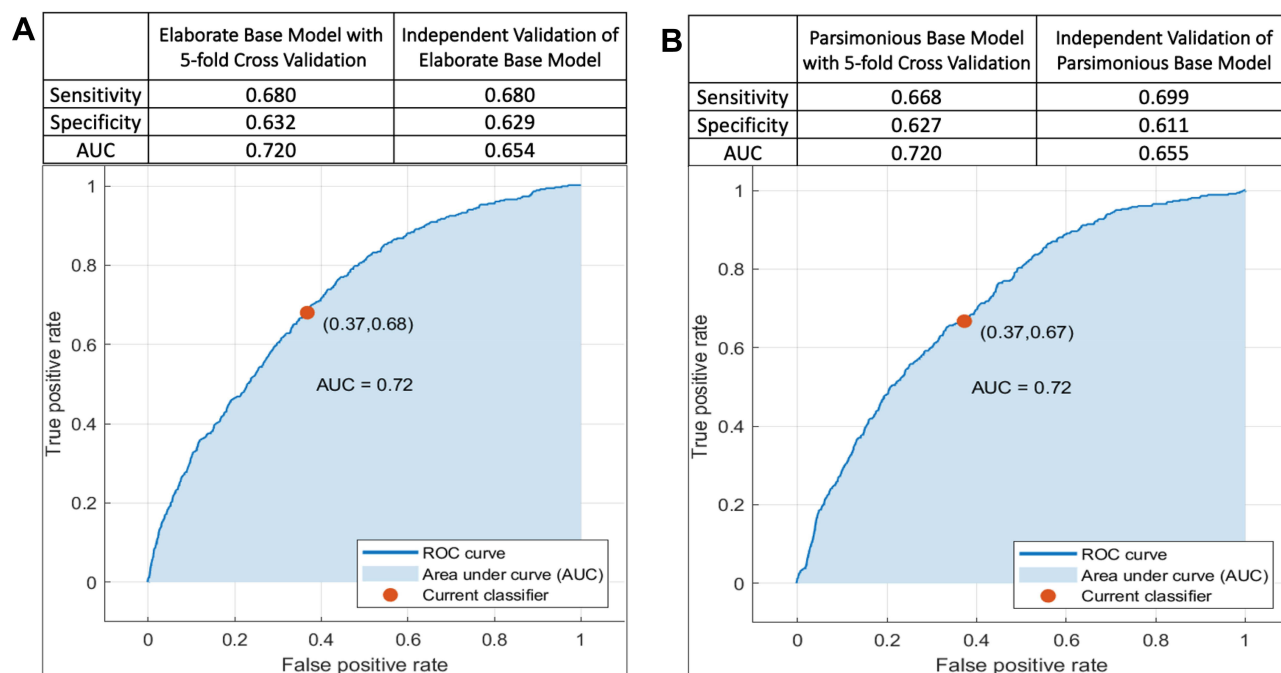 A
Elaborate Base Model with 5-fold Cross Validation
Independent Validation of Elaborate Base Model
Sensitivity 0.680 0.680
Specificity 0.632 0.629
AUC 0.720 0.654
True positive rate
1
0.8
0.6
0.4
0.2
0
(0.37,0.68)
AUC = 0.72
ROC curve
Area under curve (AUC)
Current classifier
0 0.2 0.4 0.6 0.8 1
False positive rate
B
Parsimonious Base Model with 5-fold Cross Validation
Independent Validation of Parsimonious Base Model
Sensitivity 0.668 0.699
Specificity 0.627 0.611
AUC 0.720 0.655
True positive rate
1
0.8
0.6
0.4
0.2
0
(0.37,0.67)
AUC = 0.72
ROC curve
Area under curve (AUC)
Current classifier
0 0.2 0.4 0.6 0.8 1
False positive rate